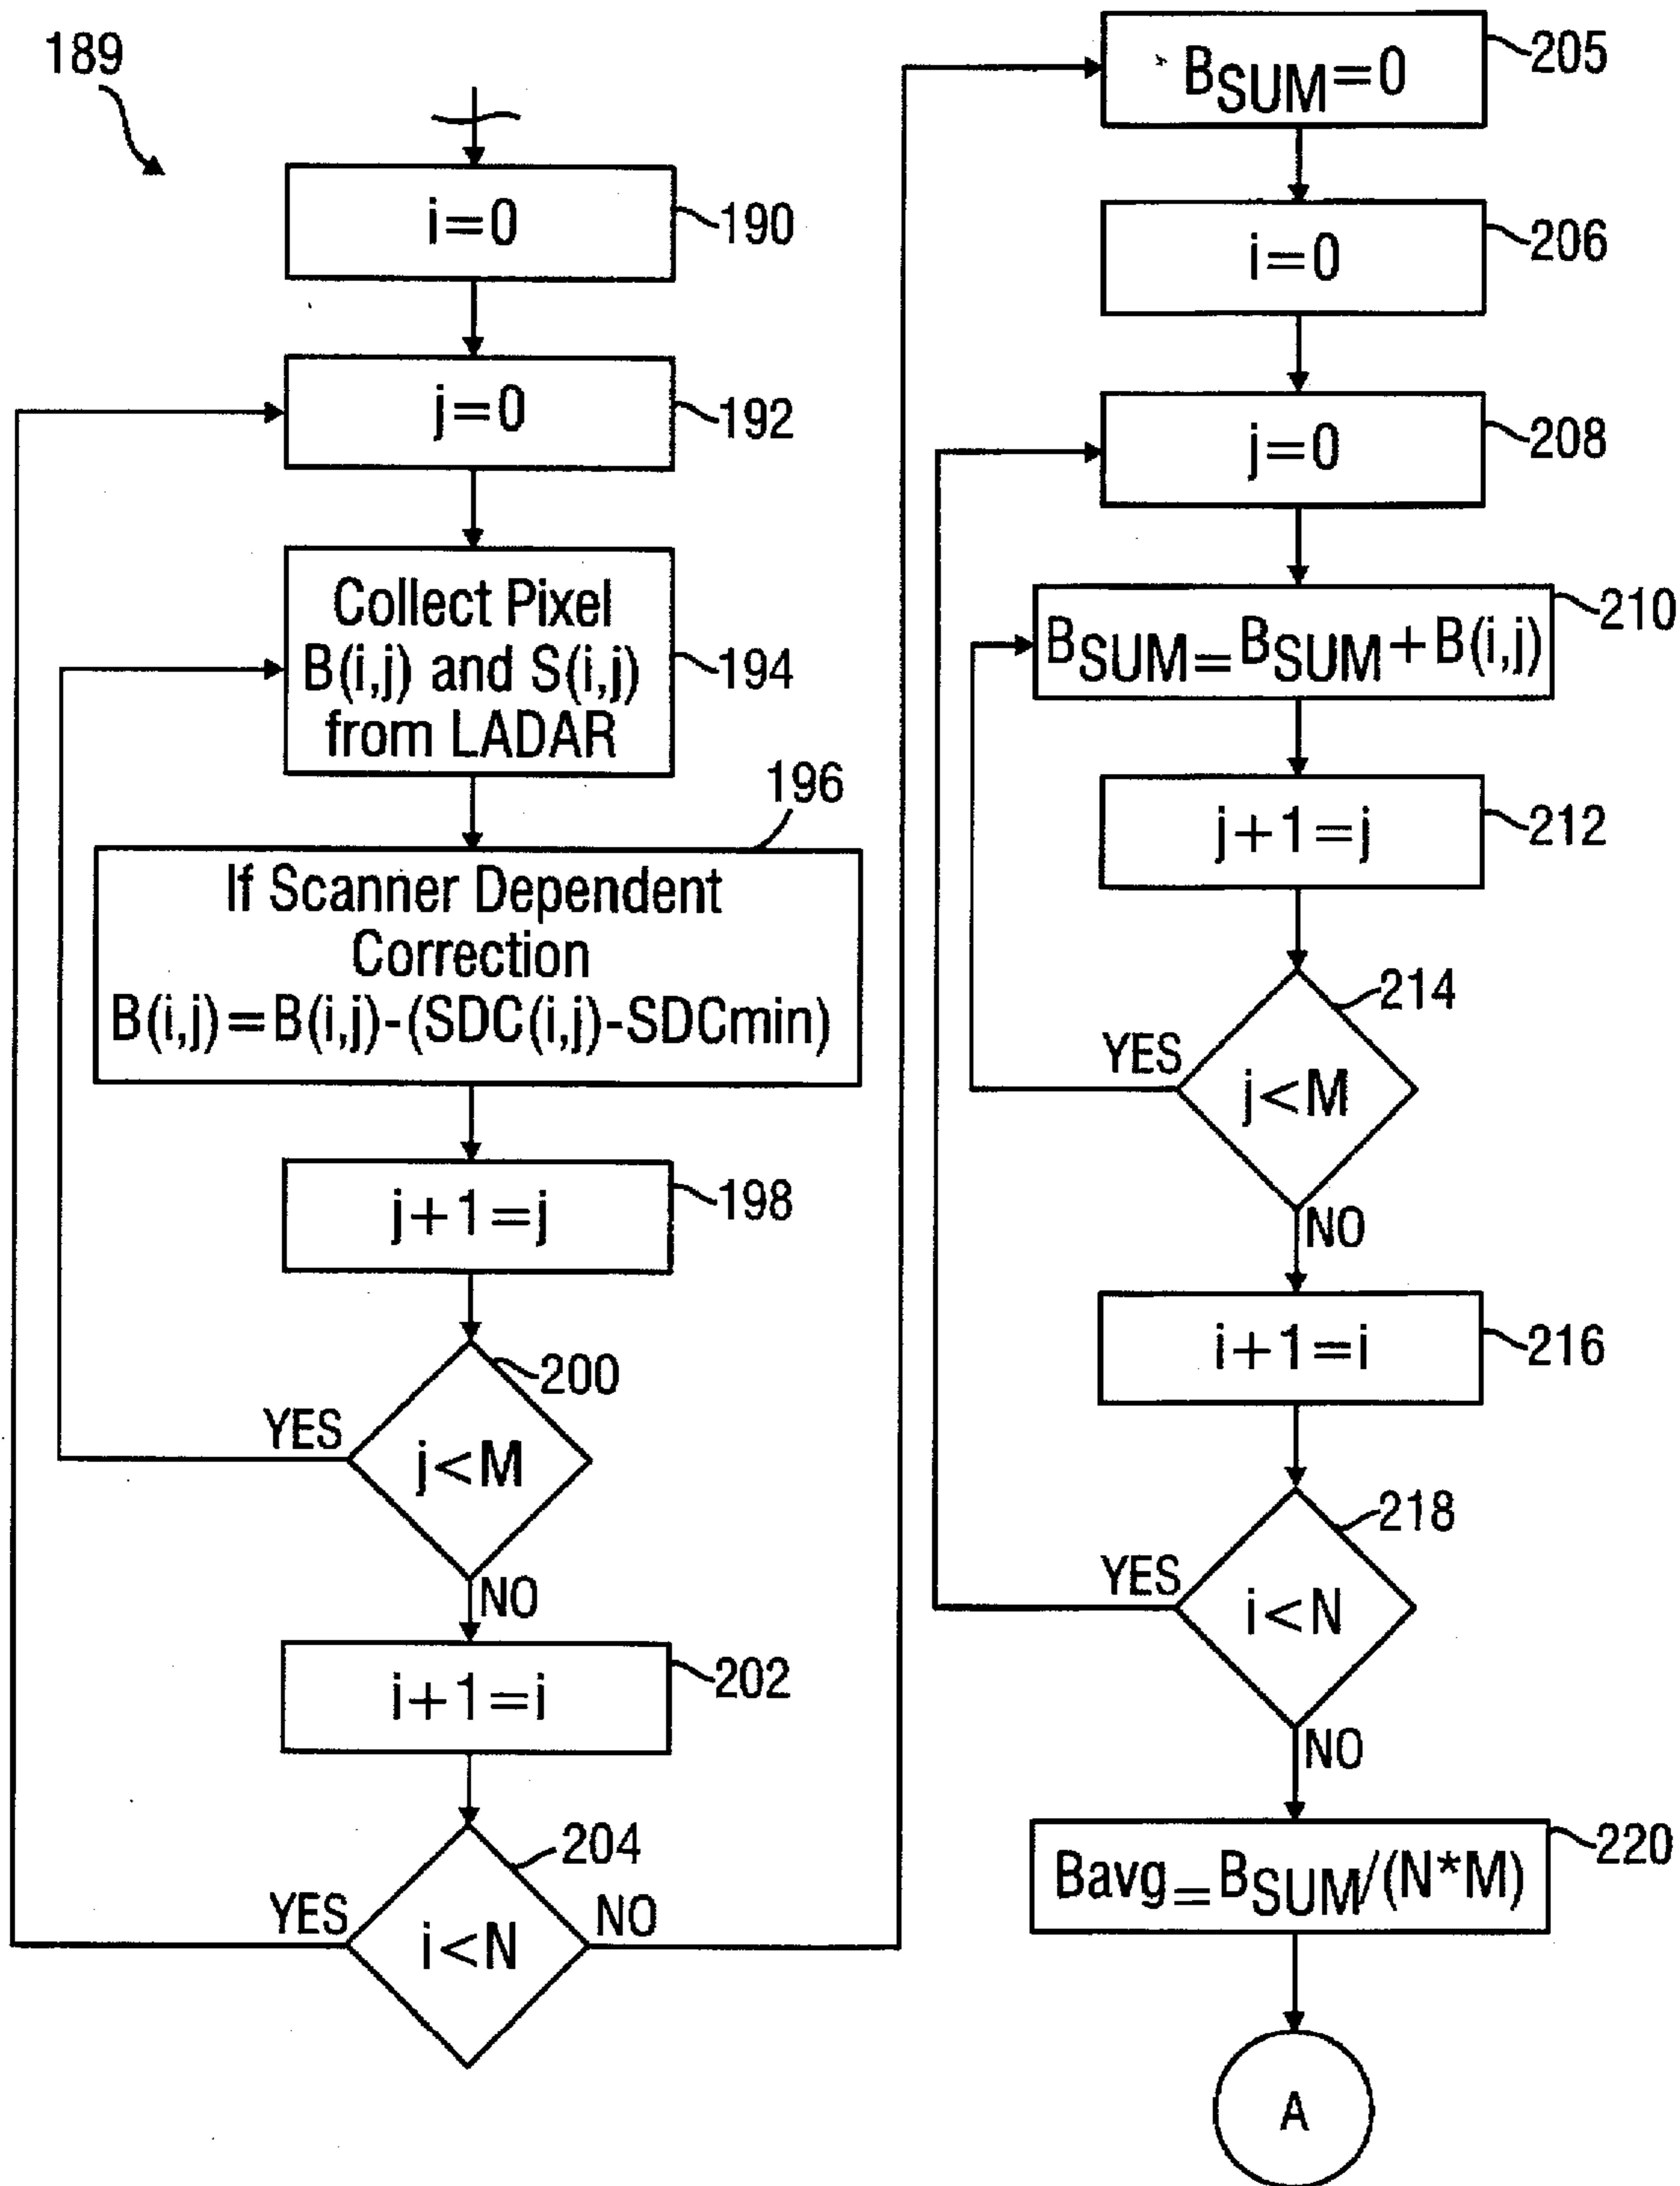 189
i=0
190
j=0
192
Collect Pixel
B(i,j) and S(i,j)
from LADAR
194
196
If Scanner Dependent
Correction
B(i,j)=B(i,j)-(SDC(i,j)-SDCmin)
j+1=j
198
200
YES
j<M
NO
i+1=i
202
204
YES
i<N
NO
BSUM=0
205
i=0
206
j=0
208
210
BSUM=BSUM+B(i,j)
j+1=j
212
214
YES
j<M
NO
i+1=i
216
218
YES
i<N
NO
Bavg=BSUM/(N*M)
220
A